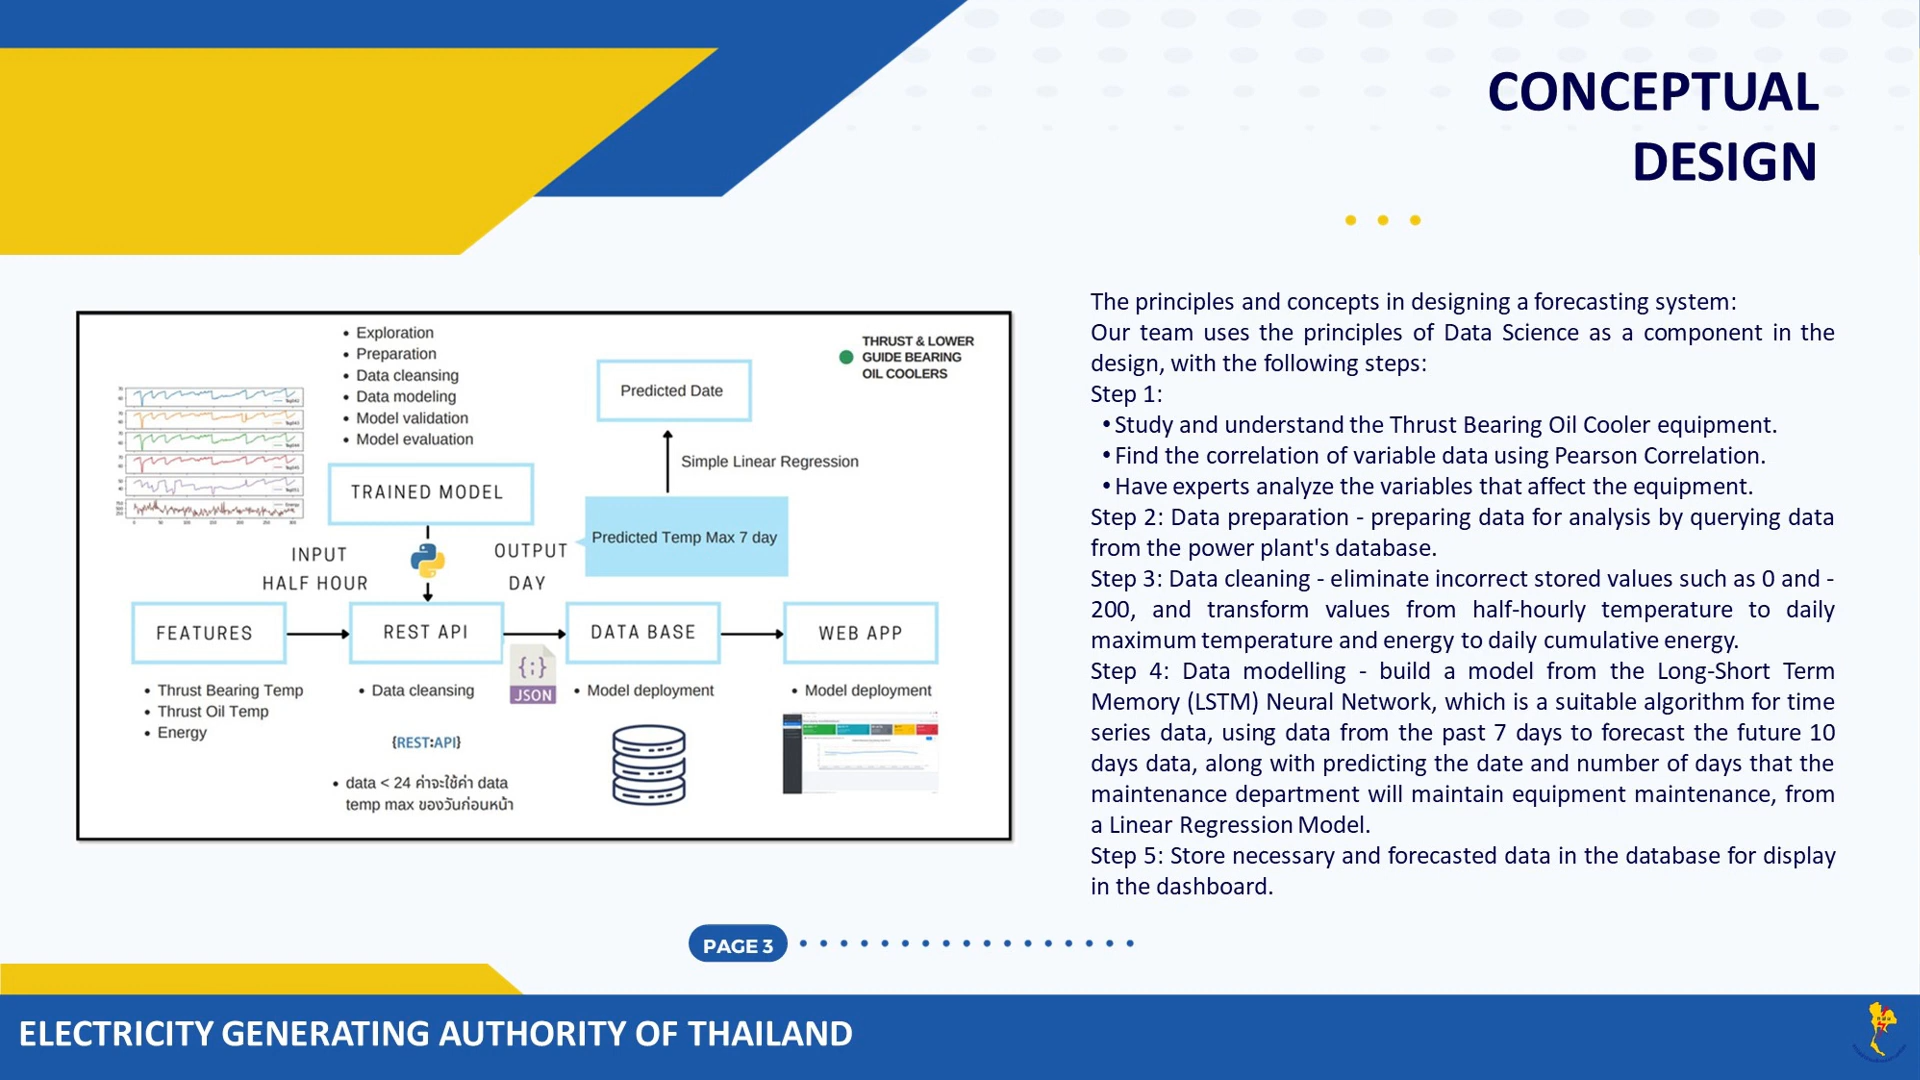 CONCEPTUAL
DESIGN
Exploration
Preparation
Data cleansing
Data modeling
Model validation
Model evaluation
THRUST & LOWER
GUIDE BEARING
OIL COOLERS
Predicted Date
Simple Linear Regression
TRAINED MODEL
Predicted Temp Max 7 day
INPUT
HALF HOUR
OUTPUT
DAY
FEATURES
REST API
DATA BASE
WEB APP
{;}
JSON
Thrust Bearing Temp
Thrust Oil Temp
Energy
Data cleansing
Model deployment
Model deployment
{REST:API}
data < 24 ค่าจะใช้ค่า data
temp max ของวันก่อนหน้า
The principles and concepts in designing a forecasting system:
Our team uses the principles of Data Science as a component in the
design, with the following steps:
Step 1:
•Study and understand the Thrust Bearing Oil Cooler equipment.
•Find the correlation of variable data using Pearson Correlation.
•Have experts analyze the variables that affect the equipment.
Step 2: Data preparation - preparing data for analysis by querying data
from the power plant's database.
Step 3: Data cleaning - eliminate incorrect stored values such as 0 and -
200, and transform values from half-hourly temperature to daily
maximum temperature and energy to daily cumulative energy.
Step 4: Data modelling - build a model from the Long-Short Term
Memory (LSTM) Neural Network, which is a suitable algorithm for time
series data, using data from the past 7 days to forecast the future 10
days data, along with predicting the date and number of days that the
maintenance department will maintain equipment maintenance, from
a Linear Regression Model.
Step 5: Store necessary and forecasted data in the database for display
in the dashboard.
PAGE 3
ELECTRICITY GENERATING AUTHORITY OF THAILAND